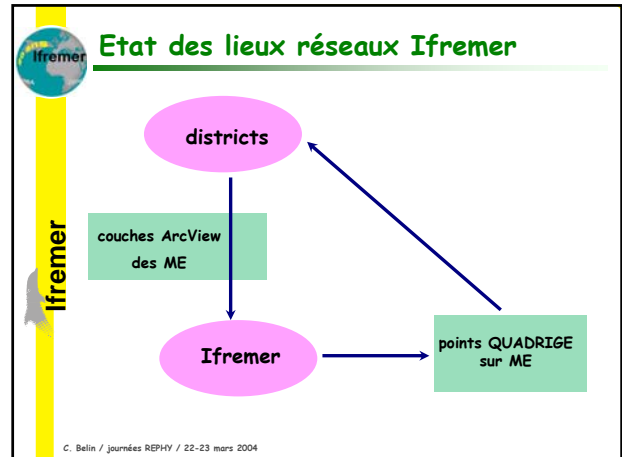 Ifremer
Etat des lieux réseaux Ifremer
districts
couches ArcView
des ME
Ifremer
Ifremer
points QUADRIGE
sur ME
C. Belin / journées REPHY / 22-23 mars 2004